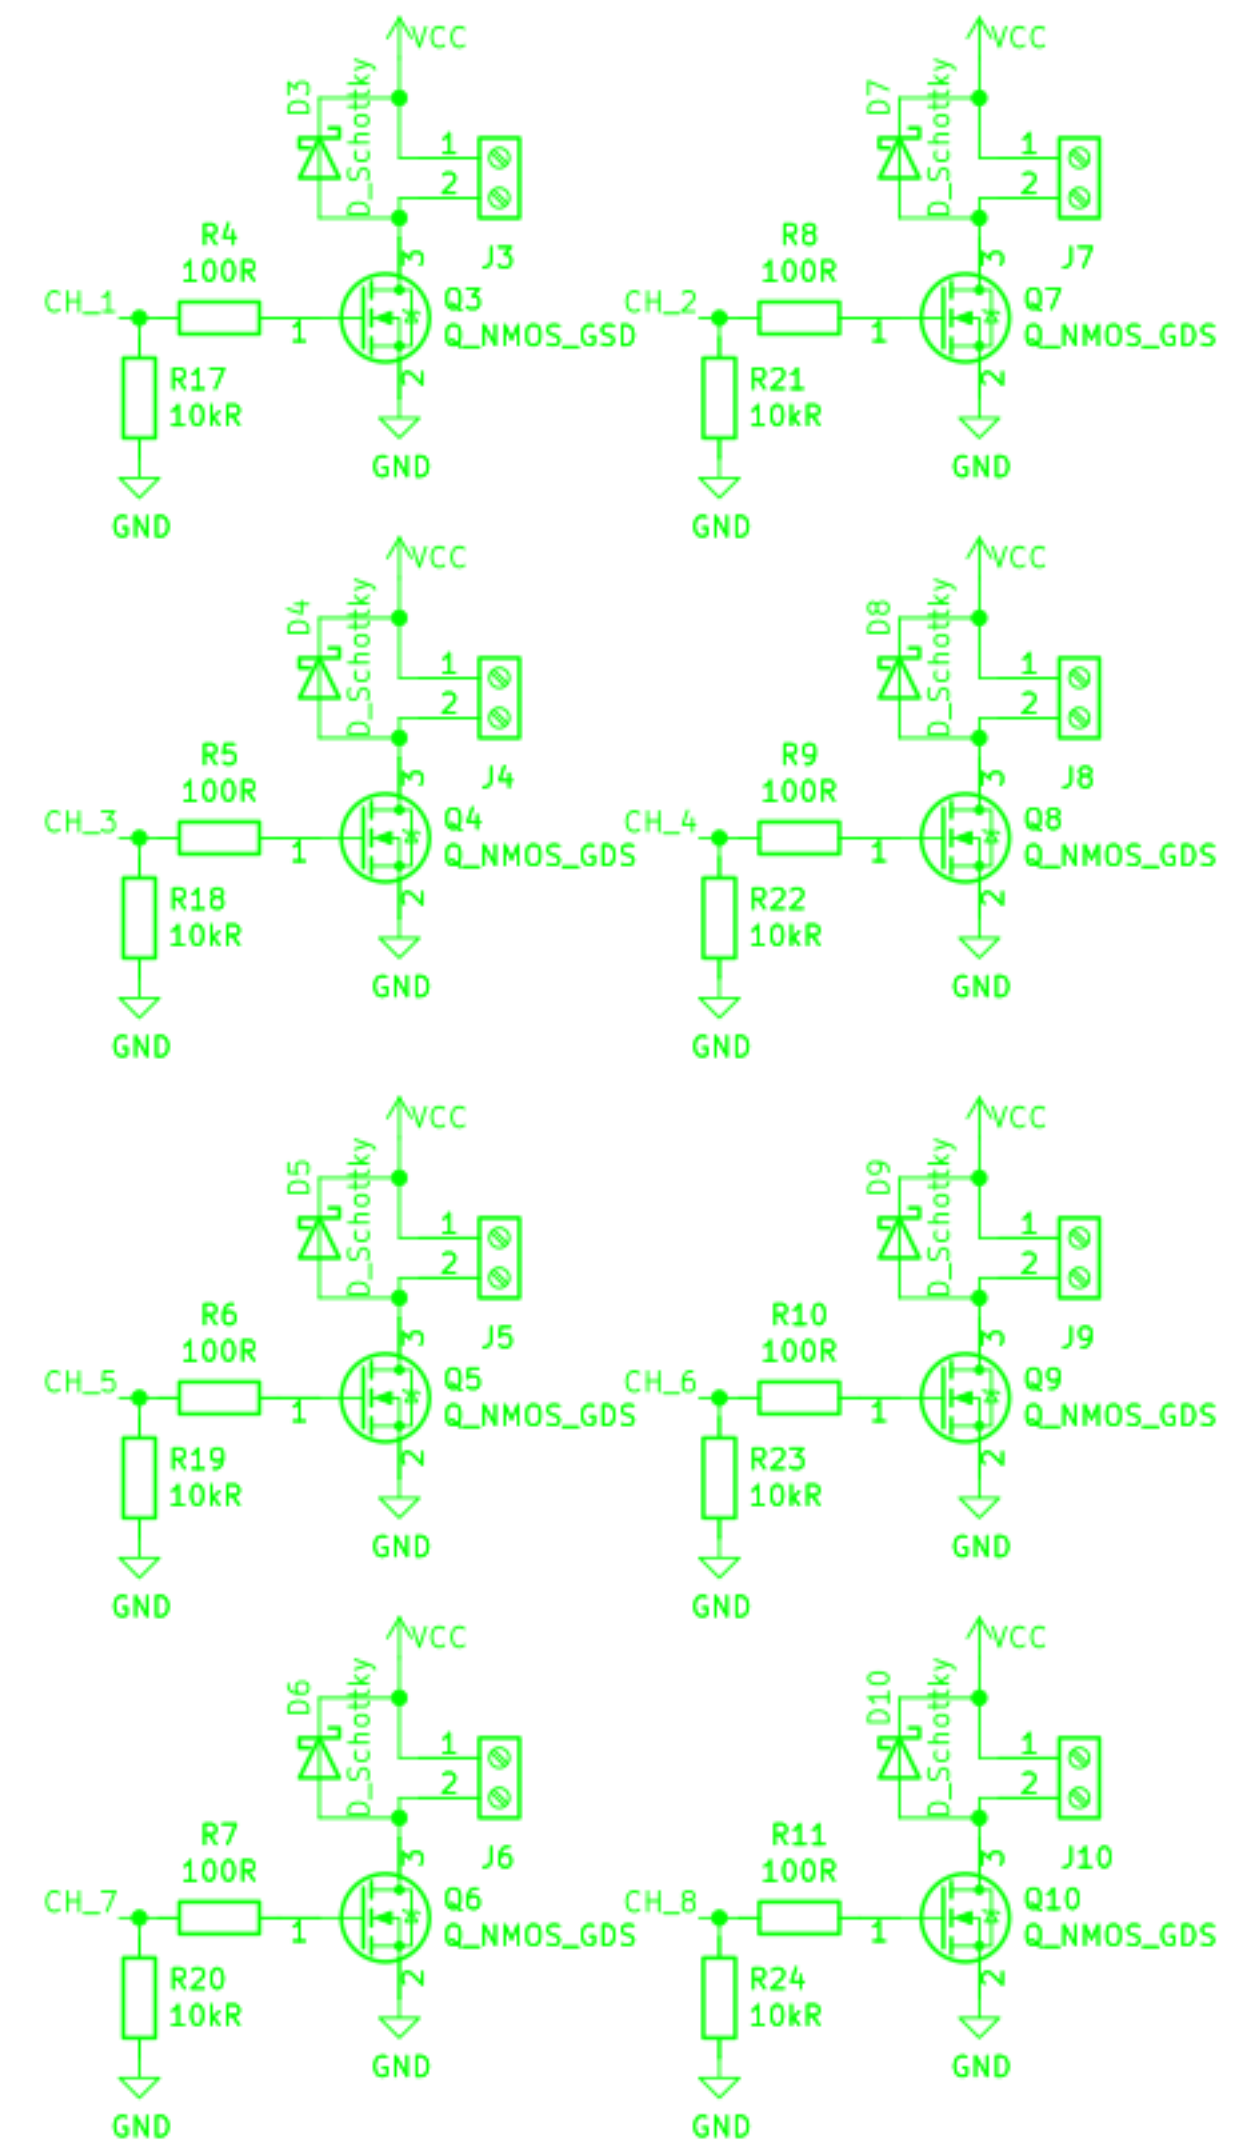 VCC
D3
D_Schottky
1
2
J3
R4
100R
3
CH_1
1
Q3
Q_NMOS_GSD
2
R17
10kR
GND
GND
VCC
D7
D_Schottky
1
2
J7
R8
100R
3
CH_2
1
Q7
Q_NMOS_GDS
2
R21
10kR
GND
GND
VCC
D4
D_Schottky
1
2
J4
R5
100R
3
CH_3
1
Q4
Q_NMOS_GDS
2
R18
10kR
GND
GND
VCC
D8
D_Schottky
1
2
J8
R9
100R
3
CH_4
1
Q8
Q_NMOS_GDS
2
R22
10kR
GND
GND
VCC
D5
D_Schottky
1
2
J5
R6
100R
3
CH_5
1
Q5
Q_NMOS_GDS
2
R19
10kR
GND
GND
VCC
D9
D_Schottky
1
2
J9
R10
100R
3
CH_6
1
Q9
Q_NMOS_GDS
2
R23
10kR
GND
GND
VCC
D6
D_Schottky
1
2
J6
R7
100R
3
CH_7
1
Q6
Q_NMOS_GDS
2
R20
10kR
GND
GND
VCC
D10
D_Schottky
1
2
J10
R11
100R
3
CH_8
1
Q10
Q_NMOS_GDS
2
R24
10kR
GND
GND